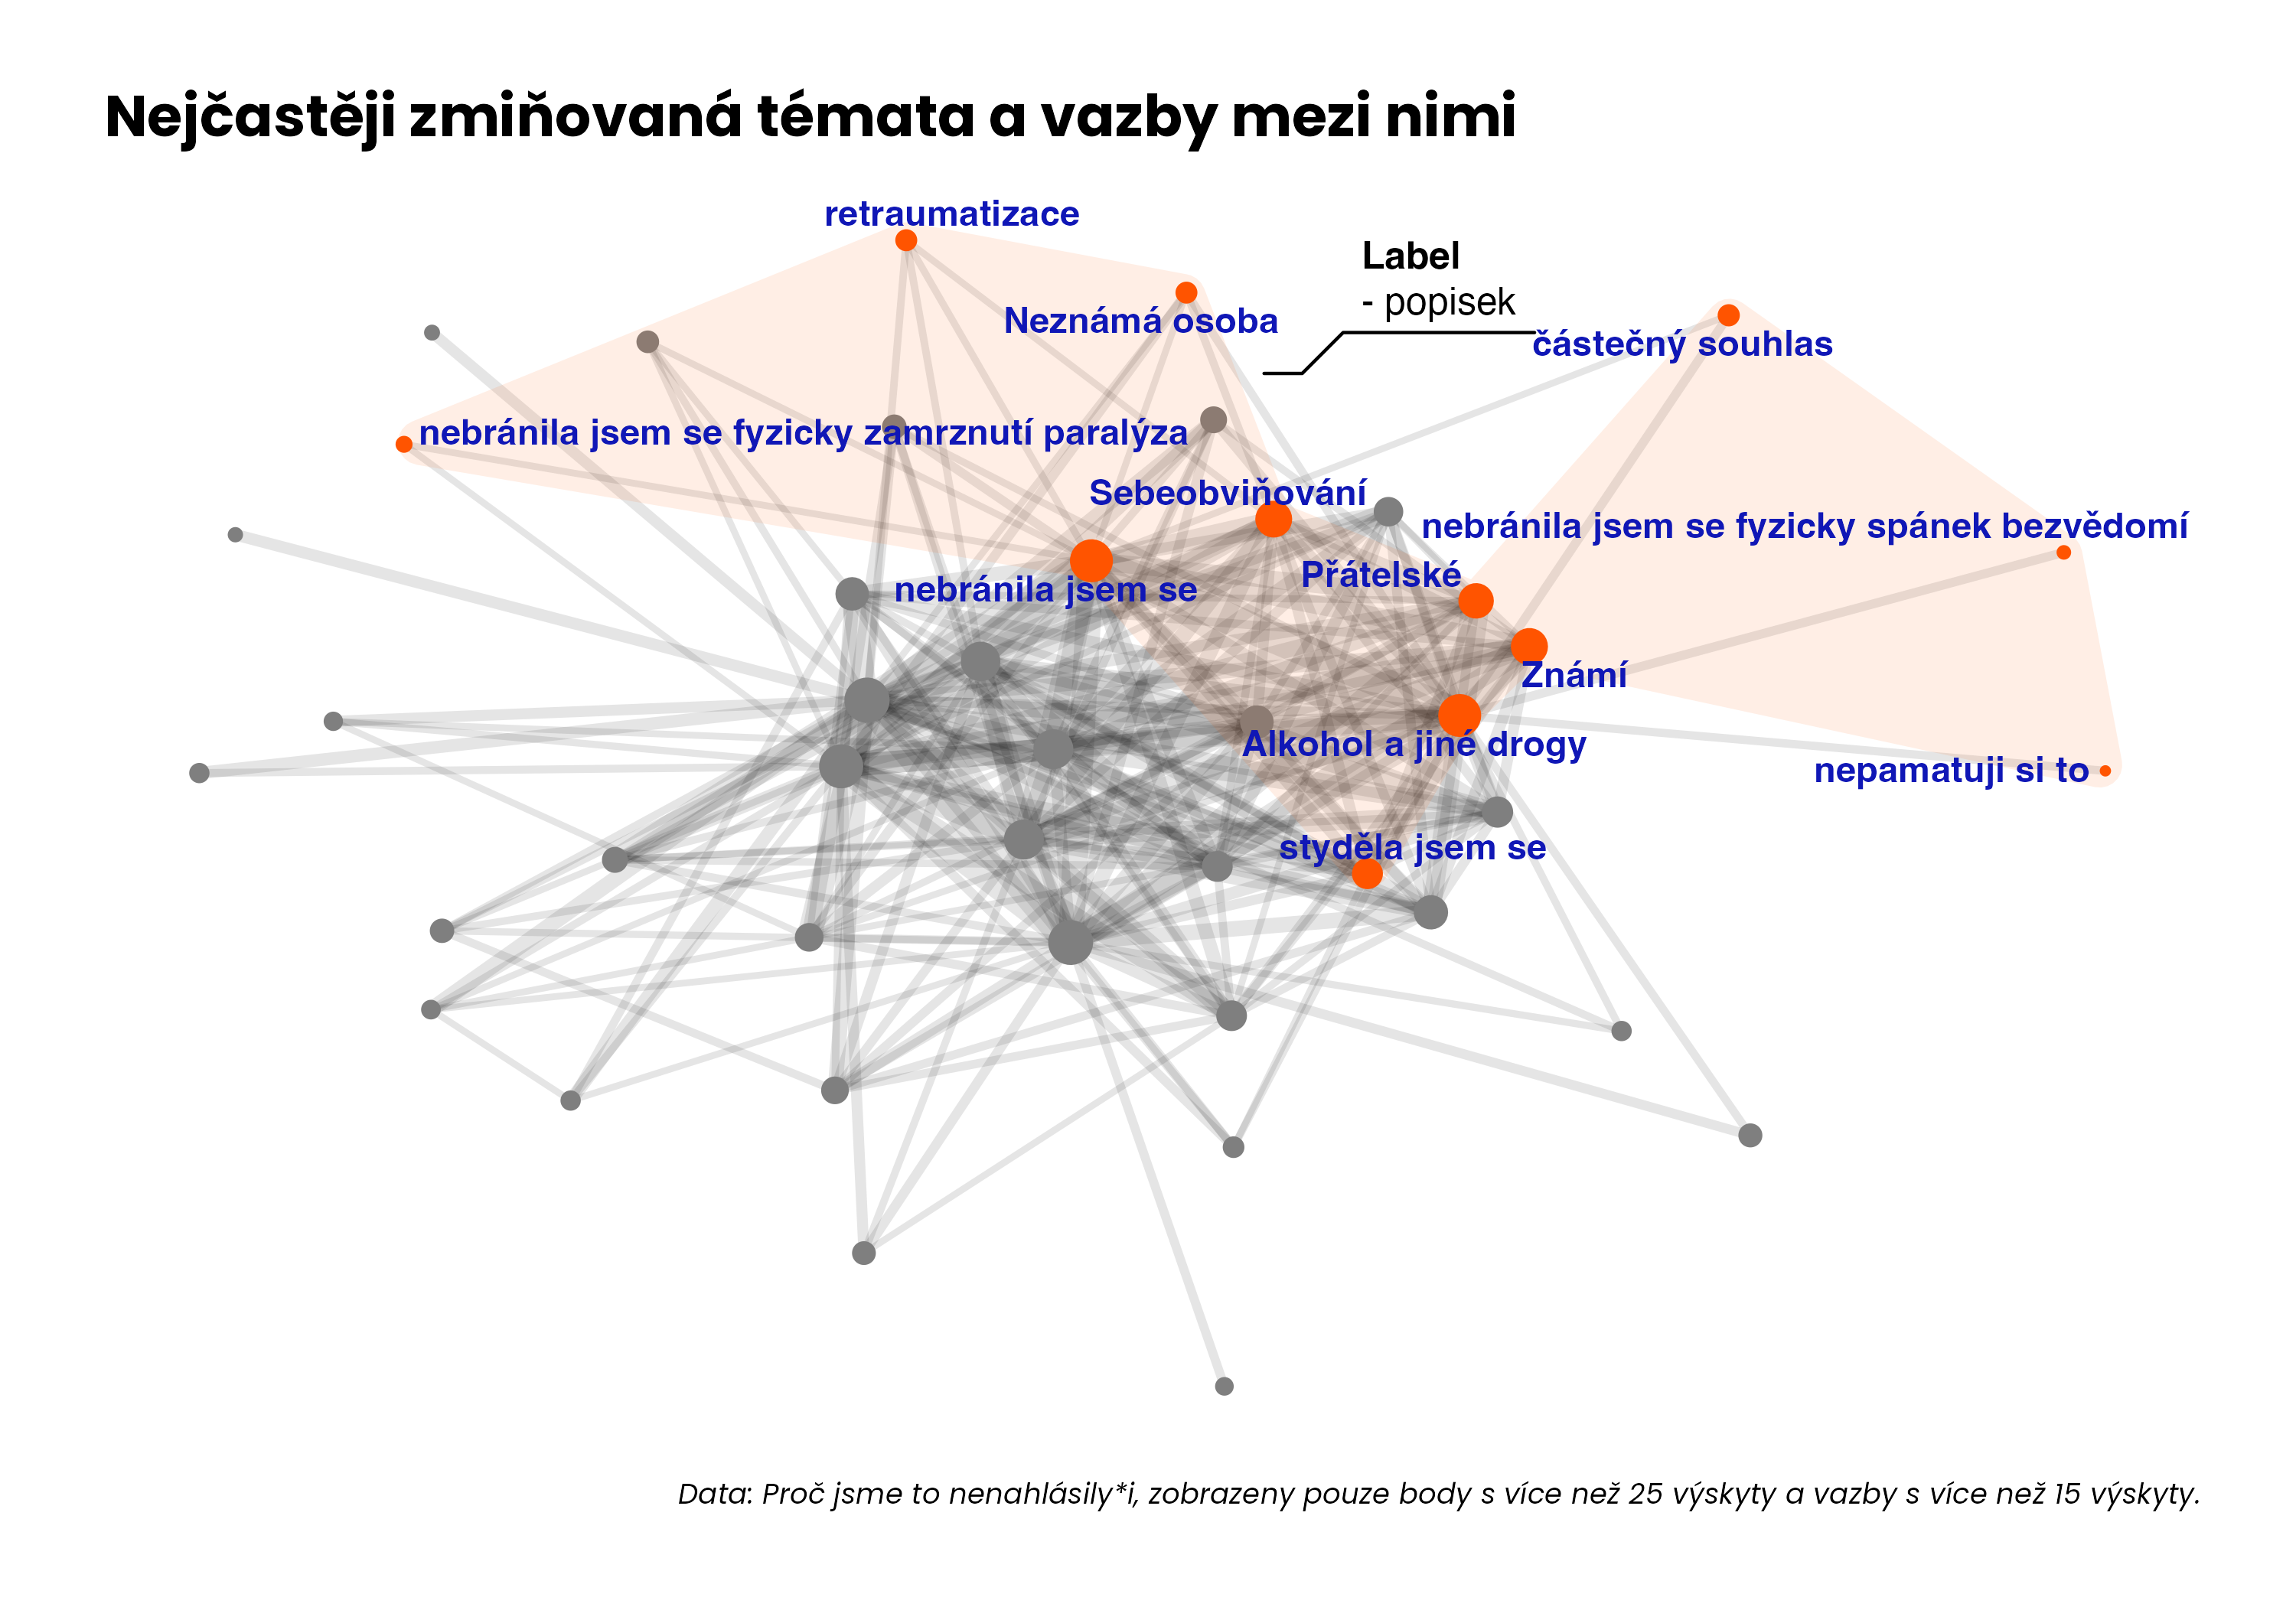 Nejčastěji zmiňovaná témata a vazby mezi nimi
retraumatizace
Label
- popisek
Neznámá osoba
částečný souhlas
nebránila jsem se fyzicky zamrznutí paralýza
Sebeobviňování
nebránila jsem se fyzicky spánek bezvědomí
Přátelské
nebránila jsem se
Známí
Alkohol a jiné drogy
nepamatuji si to
styděla jsem se
Data: Proč jsme to nenahlásily*i, zobrazeny pouze body s více než 25 výskyty a vazby s více než 15 výskyty.